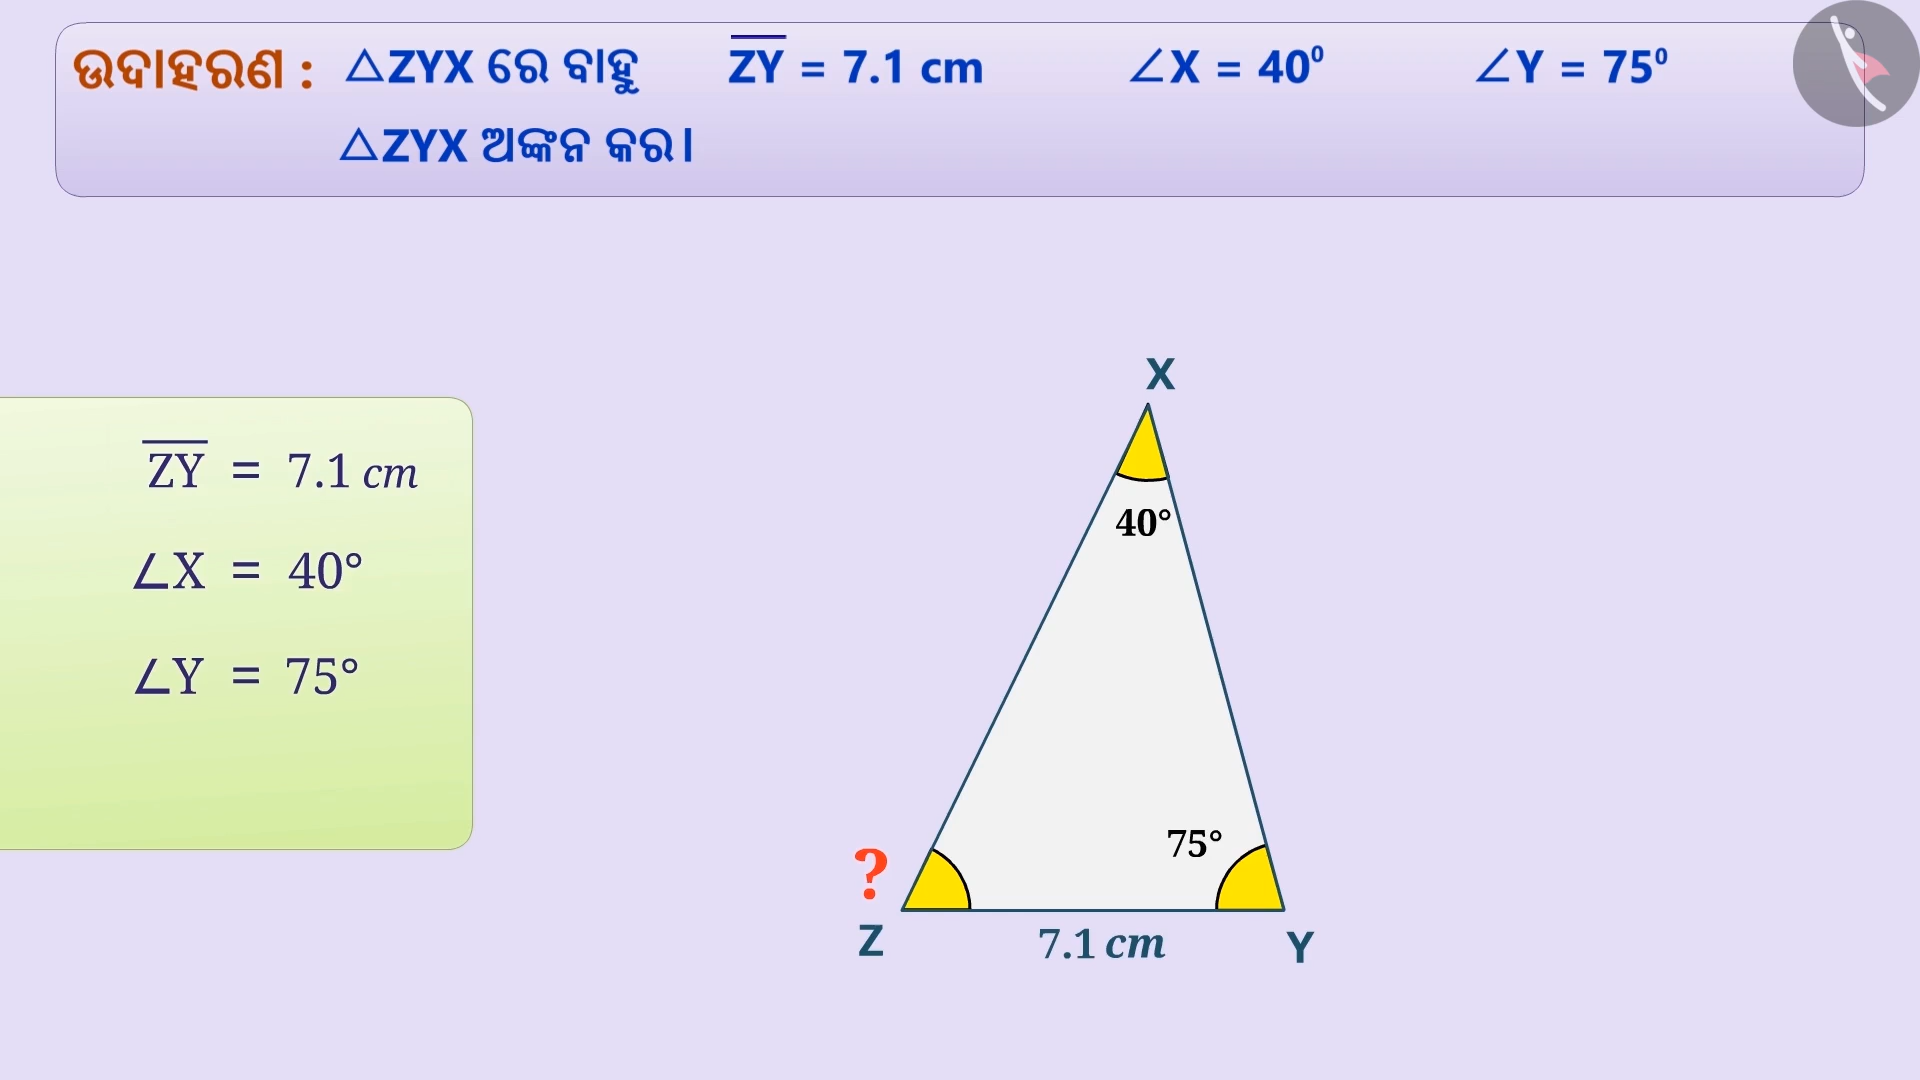 ଉଦାହରଣ : △ZYX ରେ ବାହୁ ZY = 7.1 cm ∠X = 40⁰ ∠Y = 75⁰
△ZYX ଅଙ୍କନ କର।
X
ZY = 7.1 cm
40°
∠X = 40°
∠Y = 75°
75°
?
Z 7.1 cm Y